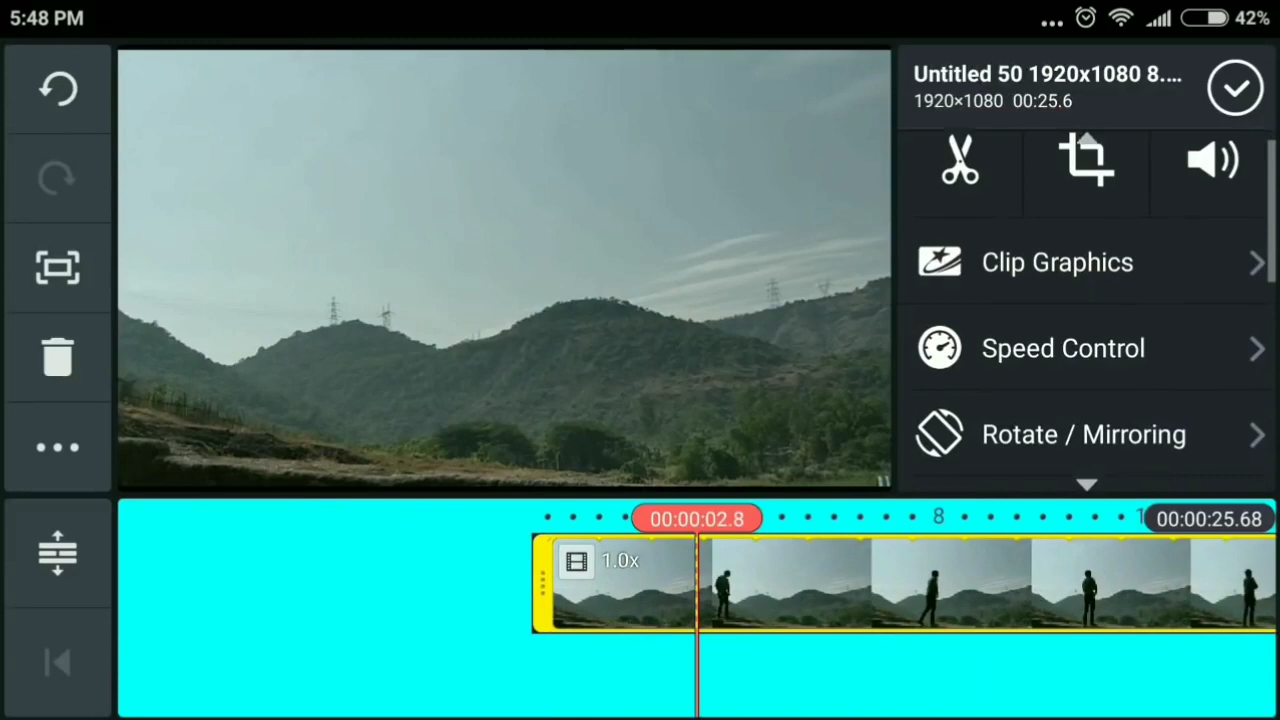 5:48 PM
42%
Untitled 50 1920x1080 8....
1920×1080 00:25.6
Clip Graphics
Speed Control
Rotate / Mirroring
00:00:02.8
8
1
00:00:25.68
1.0x